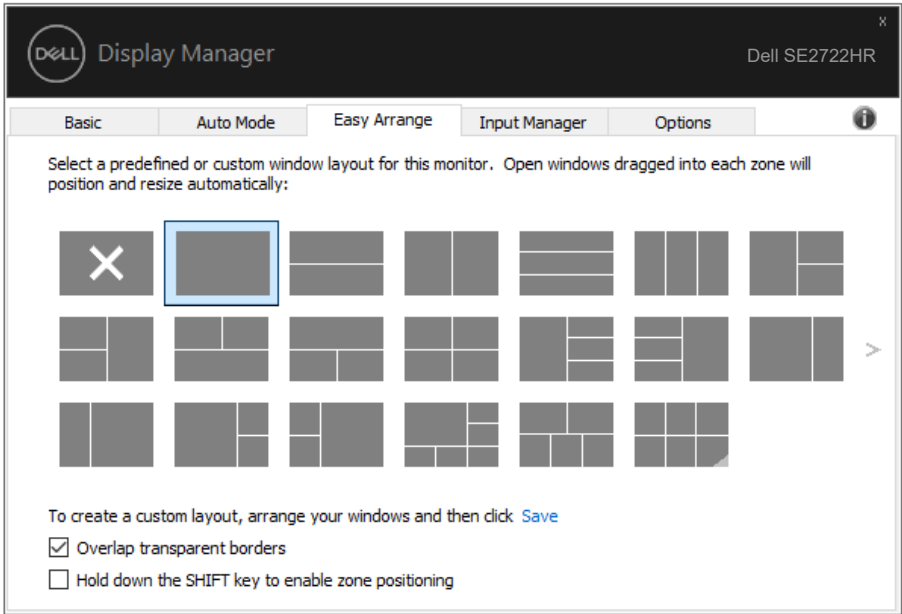 x
DELL Display Manager
Dell SE2722HR
Basic Auto Mode Easy Arrange Input Manager Options
Select a predefined or custom window layout for this monitor. Open windows dragged into each zone will
position and resize automatically:
>
To create a custom layout, arrange your windows and then click Save
Overlap transparent borders
Hold down the SHIFT key to enable zone positioning